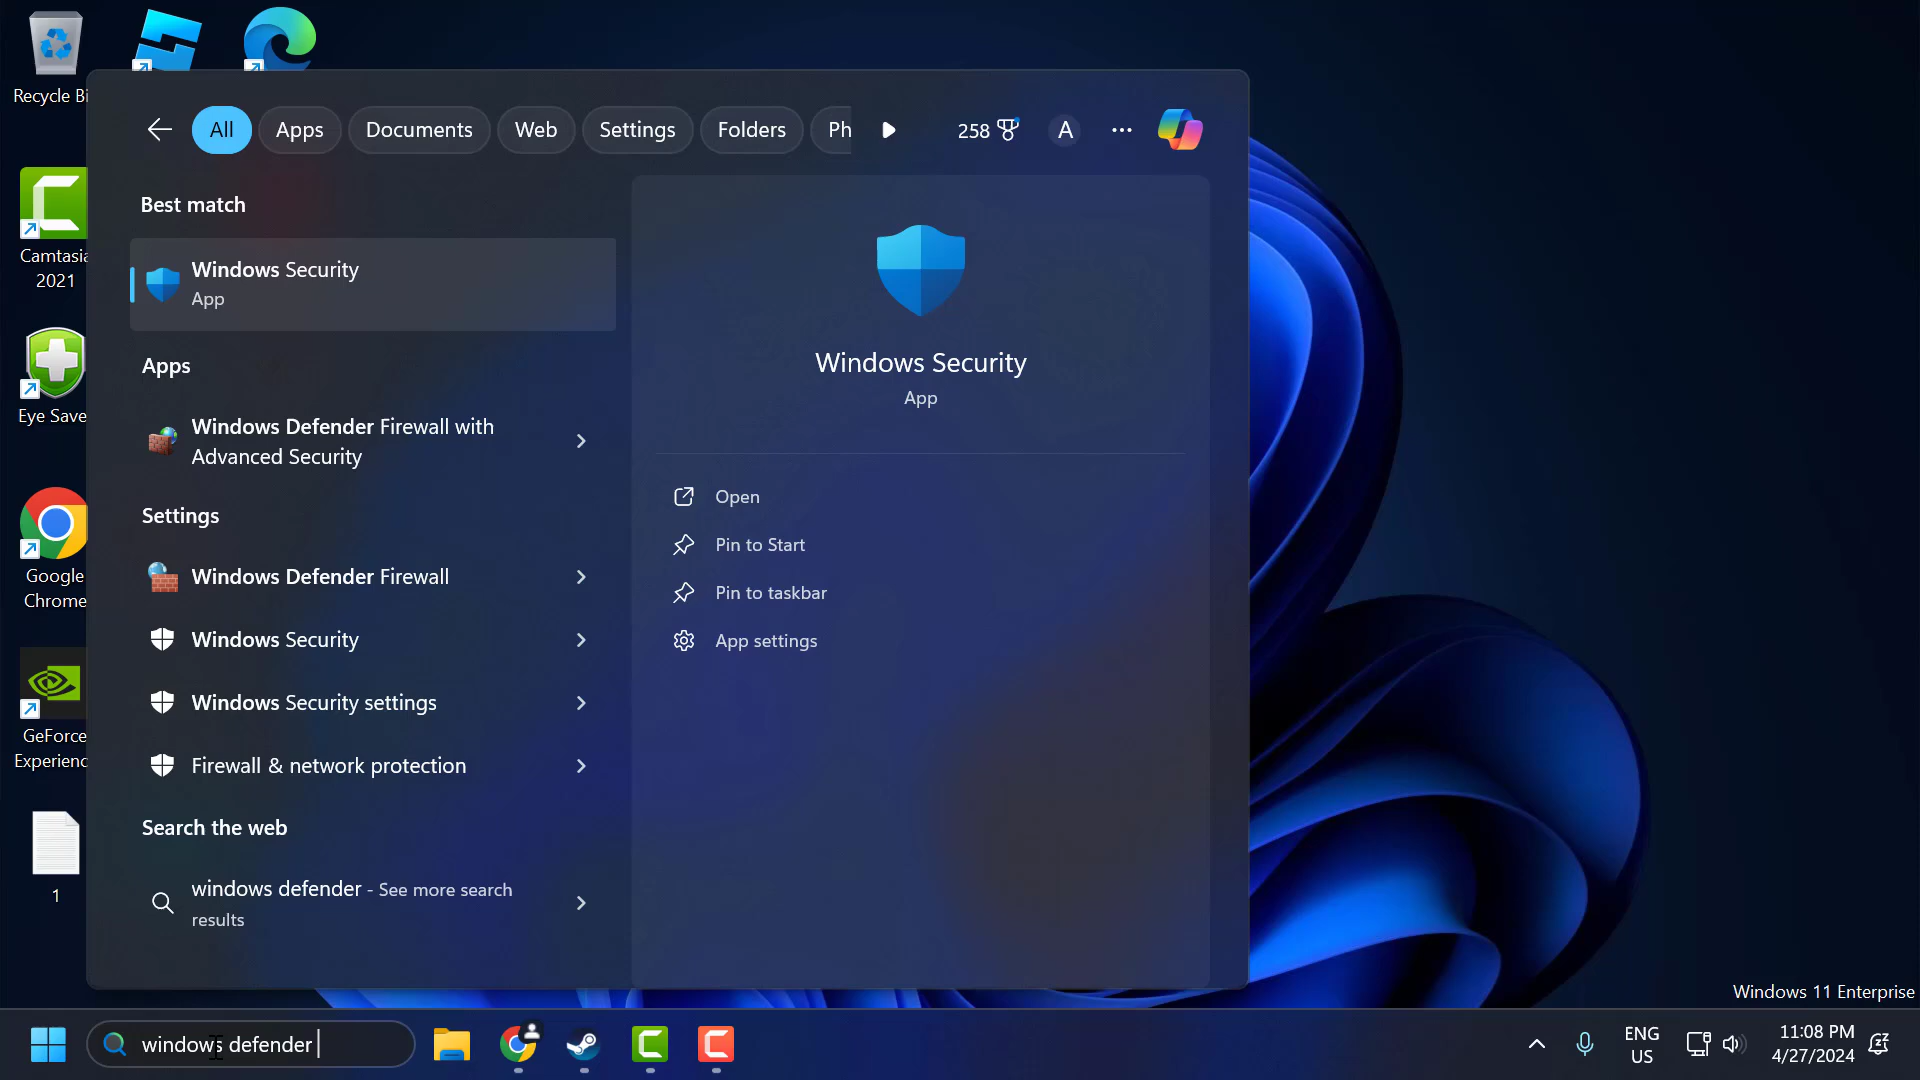 Recycle Bi
All
Apps
Documents
Web
Settings
Folders
Ph
258
A
Best match
Windows Security
App
Apps
Windows Defender Firewall with
Advanced Security
Settings
Windows Defender Firewall
Windows Security
Windows Security settings
Firewall & network protection
Search the web
windows defender - See more search
results
Windows Security
App
Open
Pin to Start
Pin to taskbar
App settings
Camtasia
2021
Eye Save
Google
Chrome
GeForce
Experienc
1
Windows 11 Enterprise
windows defender
ENG
US
11:08 PM
4/27/2024